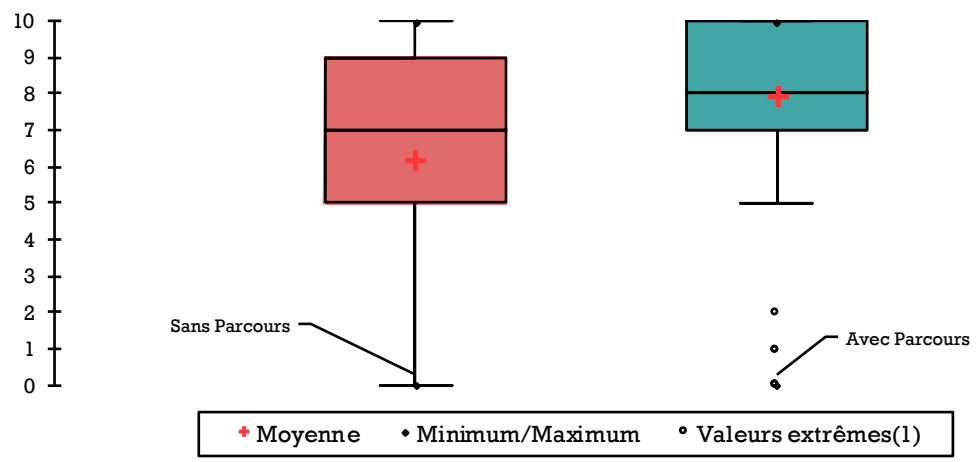 10
9
8
7
6
5
4
3
2
1
0
Sans Parcours
Avec Parcours
Moyenne
Minimum/Maximum
Valeurs extrêmes(1)